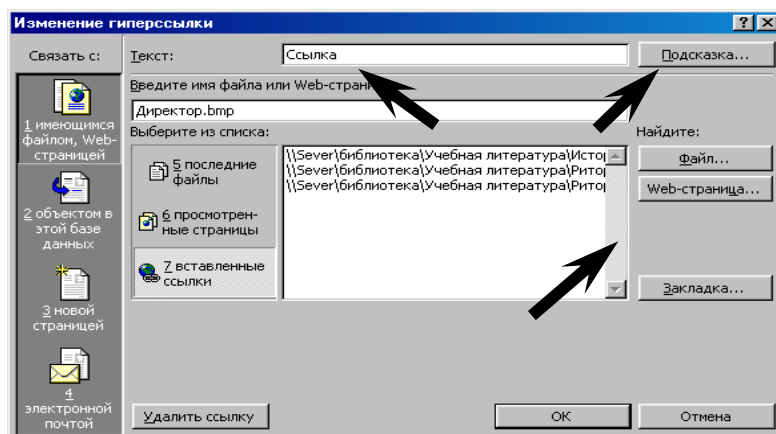 Изменение гиперссылки
Связать с:
Текст:
Ссылка
Подсказка...
Введите имя файла или Web-страни
Директор.bmp
1 имеющимся
файлом, Web-
страницей
Выберите из списка:
Найдите:
5 последние
файлы
\\Sever\библиотека\Учебная литература\Истор
\\Sever\библиотека\Учебная литература\Ритор
\\Sever\библиотека\Учебная литература\Ритор
Файл...
Web-страница...
2 объектом в
этой базе
данных
6 просмотрен-
ные страницы
7 вставленные
ссылки
Закладка...
3 новой
страницей
4
электронной
почтой
Удалить ссылку
OK
Отмена